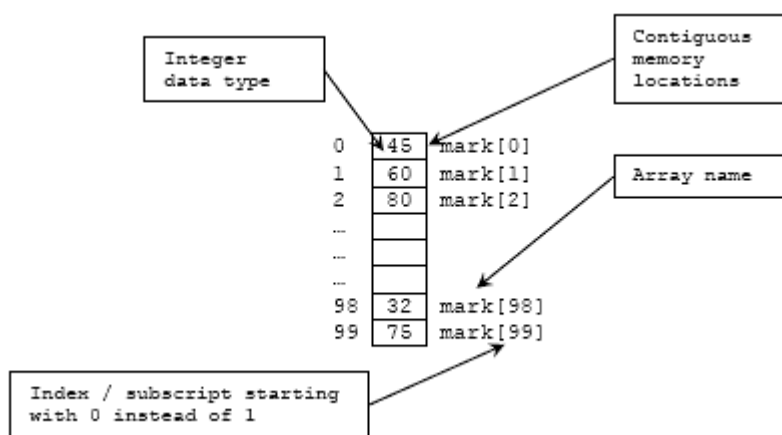 Integer
data type
Contiguous
memory
locations
0 45 mark[0]
1 60 mark[1]
2 80 mark[2]
Array name
…
…
…
98 32 mark[98]
99 75 mark[99]
Index / subscript starting
with 0 instead of 1